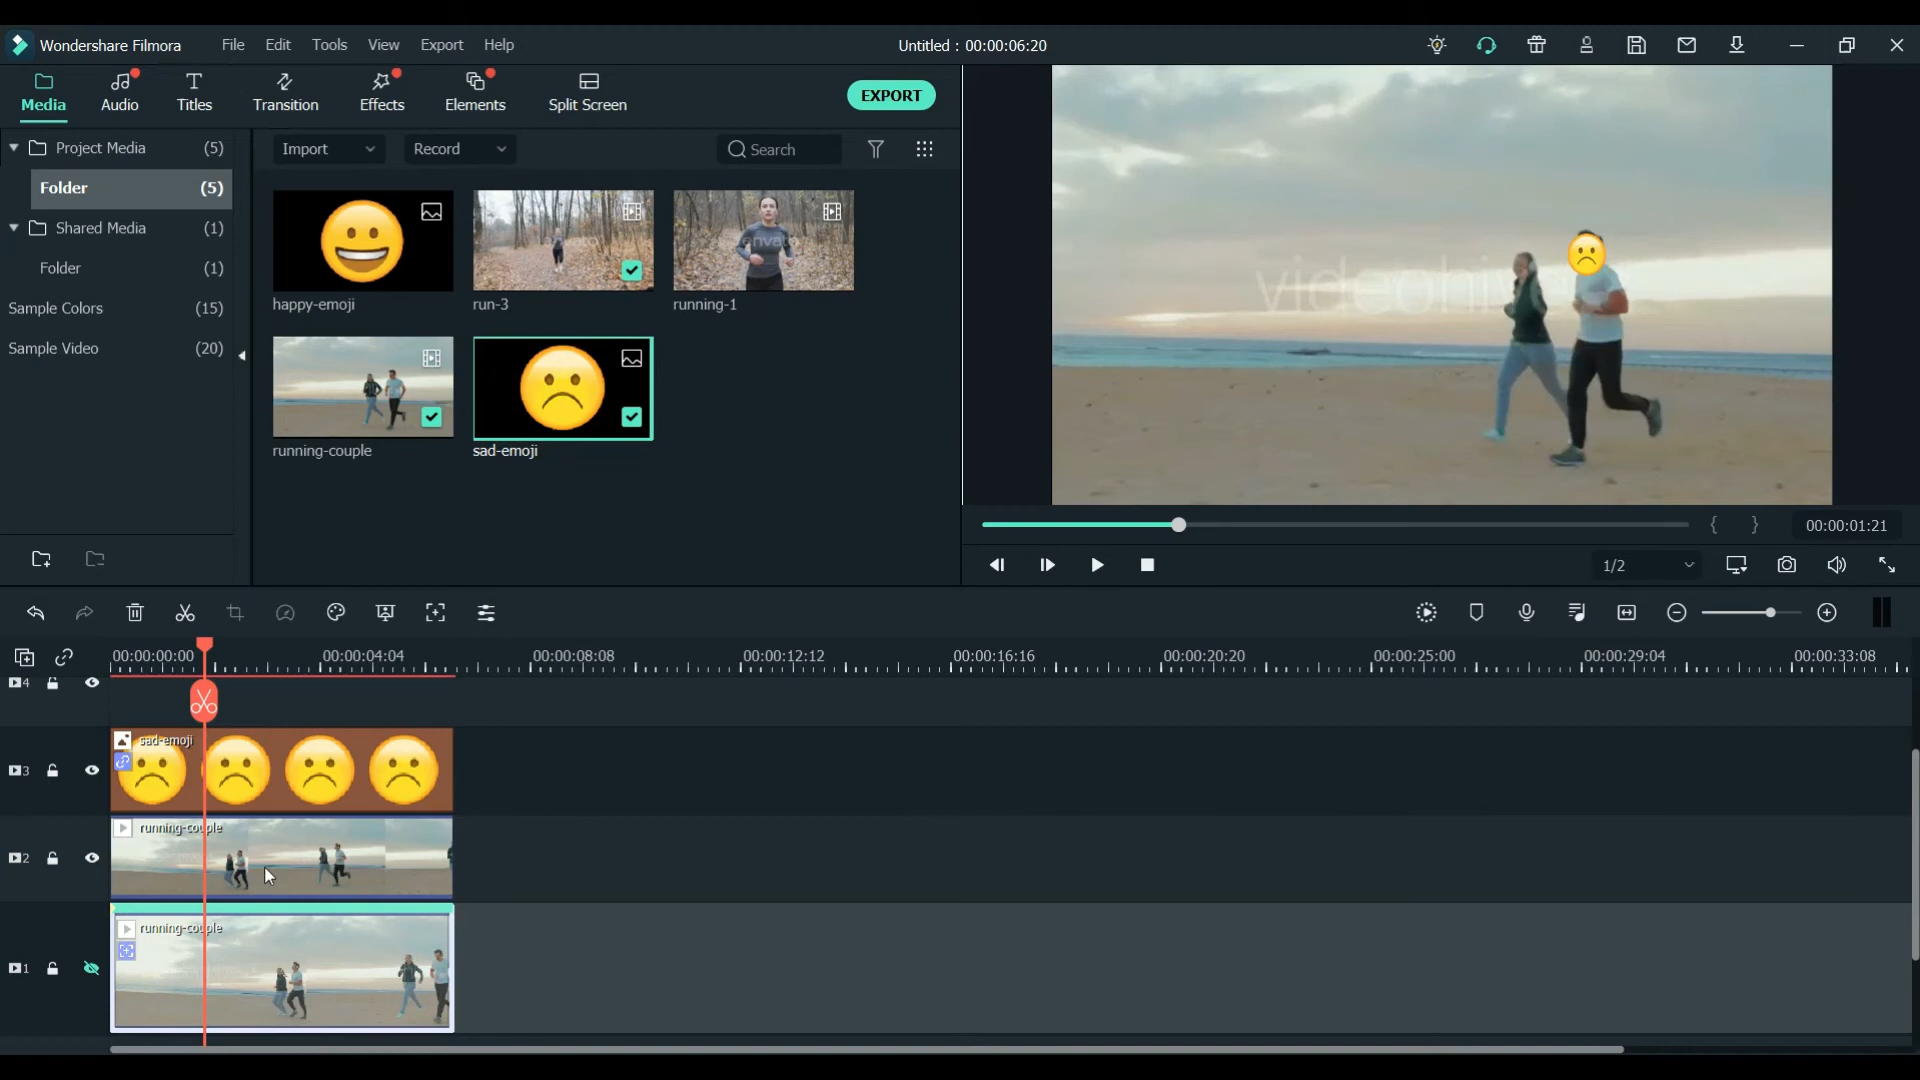 Wondershare Filmora File Edit Tools View Export Help Untitled : 00:00:06:20
Media Audio Titles Transition Effects Elements Split Screen EXPORT
Project Media (5)
Folder (5)
Shared Media (1)
Folder (1)
Sample Colors (15)
Sample Video (20)
Import Record Search
happy-emoji run-3 running-1
running-couple sad-emoji
videohive
{ } 00:00:01:21
1/2
00:00:00:00 00:00:04:04 00:00:08:08 00:00:12:12 00:00:16:16 00:00:20:20 00:00:25:00 00:00:29:04 00:00:33:08
4
sad-emoji
3
running-couple
2
running-couple
1